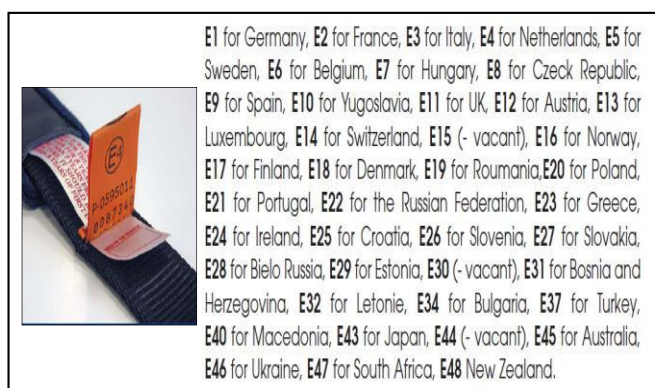 E4
P-0595011
E1 for Germany, E2 for France, E3 for Italy, E4 for Netherlands, E5 for
Sweden, E6 for Belgium, E7 for Hungary, E8 for Czeck Republic,
E9 for Spain, E10 for Yugoslavia, E11 for UK, E12 for Austria, E13 for
Luxembourg, E14 for Switzerland, E15 (- vacant), E16 for Norway,
E17 for Finland, E18 for Denmark, E19 for Roumania,E20 for Poland,
E21 for Portugal, E22 for the Russian Federation, E23 for Greece,
E24 for Ireland, E25 for Croatia, E26 for Slovenia, E27 for Slovakia,
E28 for Bielo Russia, E29 for Estonia, E30 (- vacant), E31 for Bosnia and
Herzegovina, E32 for Letonie, E34 for Bulgaria, E37 for Turkey,
E40 for Macedonia, E43 for Japan, E44 (- vacant), E45 for Australia,
E46 for Ukraine, E47 for South Africa, E48 New Zealand.